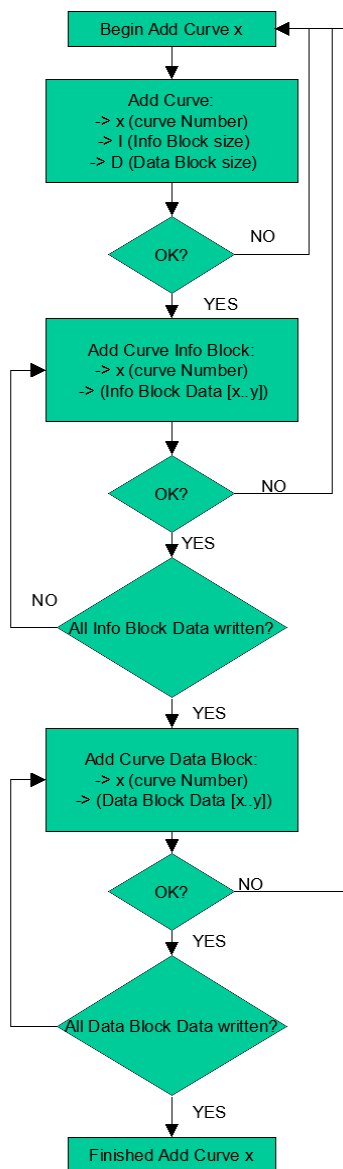 Begin Add Curve x
Add Curve:
-> x (curve Number)
-> I (Info Block size)
-> D (Data Block size)
NO
OK?
YES
Add Curve Info Block:
-> x (curve Number)
-> (Info Block Data [x..y])
OK?
NO
YES
NO
All Info Block Data written?
YES
Add Curve Data Block:
-> x (curve Number)
-> (Data Block Data [x..y])
OK?
NO
YES
All Data Block Data written?
YES
Finished Add Curve x